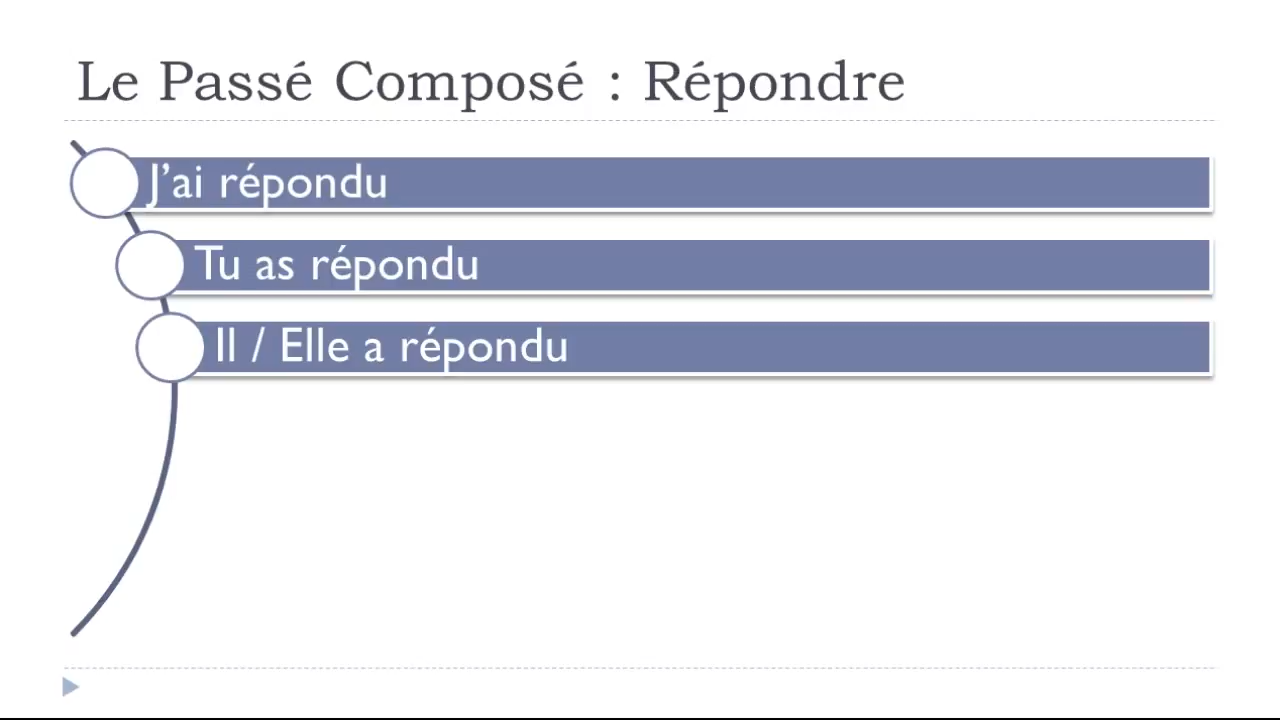 Le Passé Composé : Répondre
J’ai répondu
Tu as répondu
Il / Elle a répondu